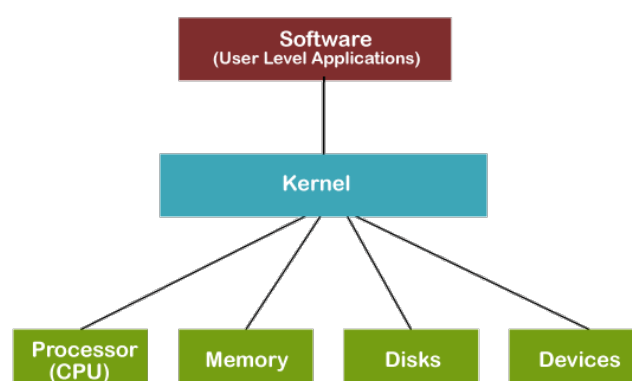 Software
(User Level Applications)
Kernel
Processor
(CPU)
Memory
Disks
Devices